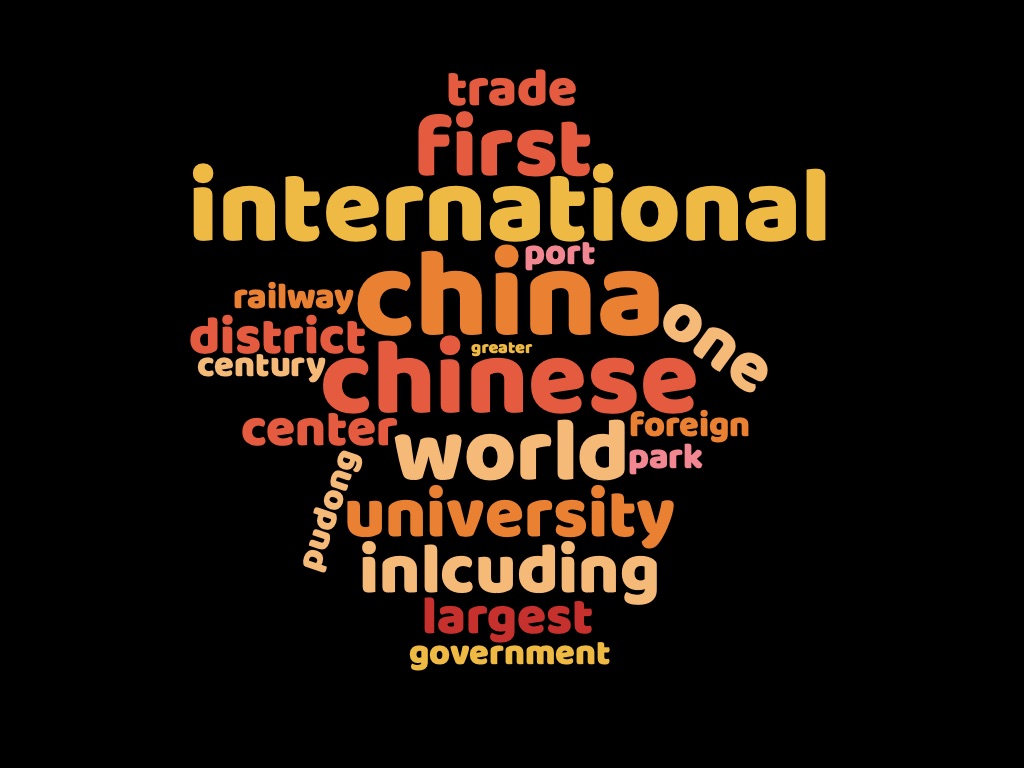 trade
first
international
port
china
railway
one
district
greater
century
chinese
center
foreign
world
park
pudong
university
inlcuding
largest
government